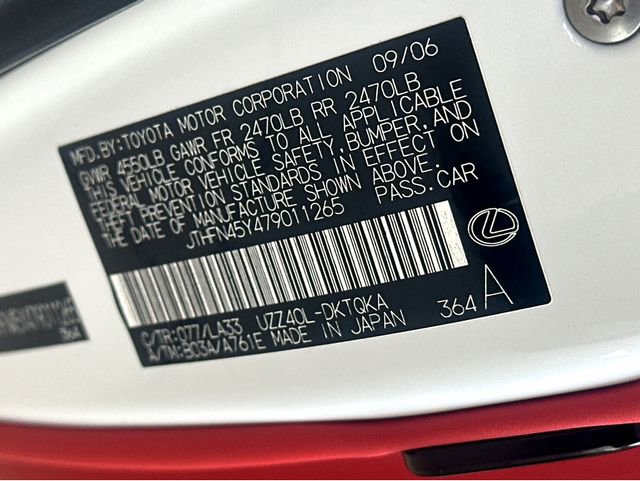 MFD.BY:TOYOTA MOTOR CORPORATION 09/06
GVWR 4550LB GAWR FR 2470LB RR 2470LB
THIS VEHICLE CONFORMS TO ALL APPLICABLE
FEDERAL MOTOR VEHICLE SAFETY,BUMPER,AND
THEFT PREVENTION STANDARDS IN EFFECT ON
THE DATE OF MANUFACTURE SHOWN ABOVE.
JTHFN45Y479011265 PASS.CAR
C/TR:077/LA33 UZZ40L-DKTQKA
A/TM:B03A/A761E MADE IN JAPAN 364 A
364